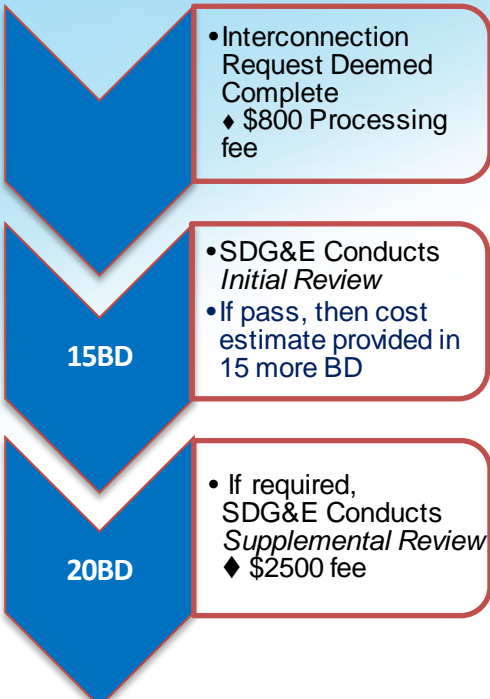 •Interconnection
Request Deemed
Complete
♦ $800 Processing
fee
15BD
•SDG&E Conducts
Initial Review
•If pass, then cost
estimate provided in
15 more BD
20BD
• If required,
SDG&E Conducts
Supplemental Review
♦ $2500 fee